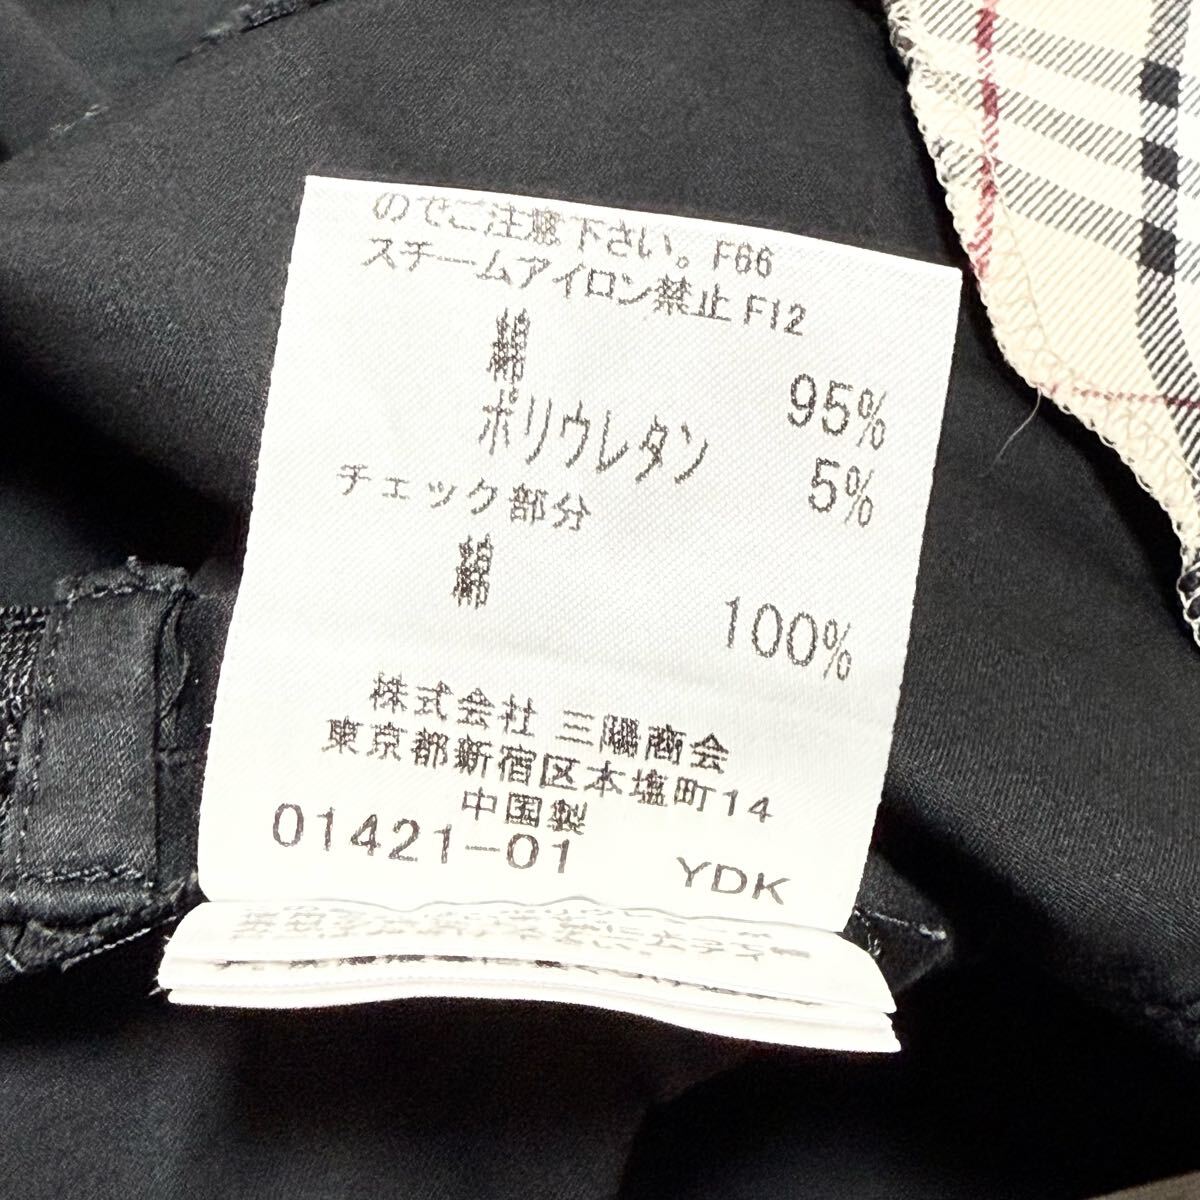 のでご注意下さい。F66
スチームアイロン禁止 F12
綿 95%
ポリウレタン 5%
チェック部分
綿 100%
株式会社 三陽商会
東京都新宿区本塩町14
中国製
01421-01 YDK